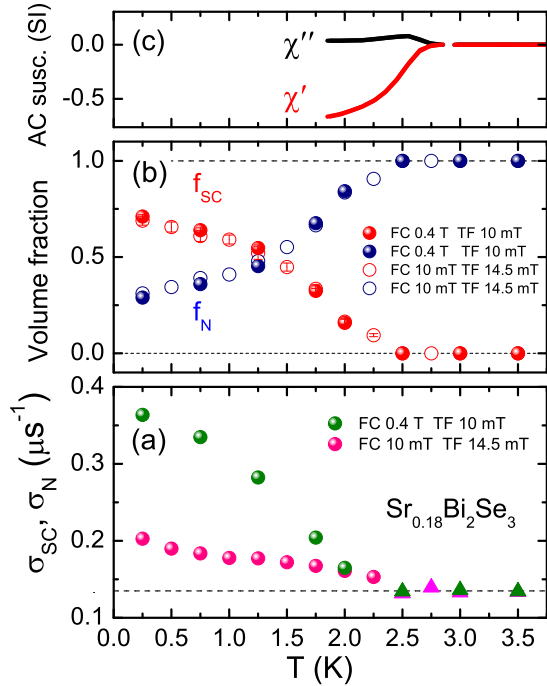 (c)
χ''
χ'
AC susc. (SI)
0.0
-0.5
(b)
f_SC
f_N
Volume fraction
1.0
0.5
0.0
FC 0.4 T TF 10 mT
FC 0.4 T TF 10 mT
FC 10 mT TF 14.5 mT
FC 10 mT TF 14.5 mT
(a)
FC 0.4 T TF 10 mT
FC 10 mT TF 14.5 mT
Sr₀.₁₈Bi₂Se₃
σ_SC, σ_N (μs⁻¹)
0.4
0.3
0.2
0.1
0.0 0.5 1.0 1.5 2.0 2.5 3.0 3.5
T (K)